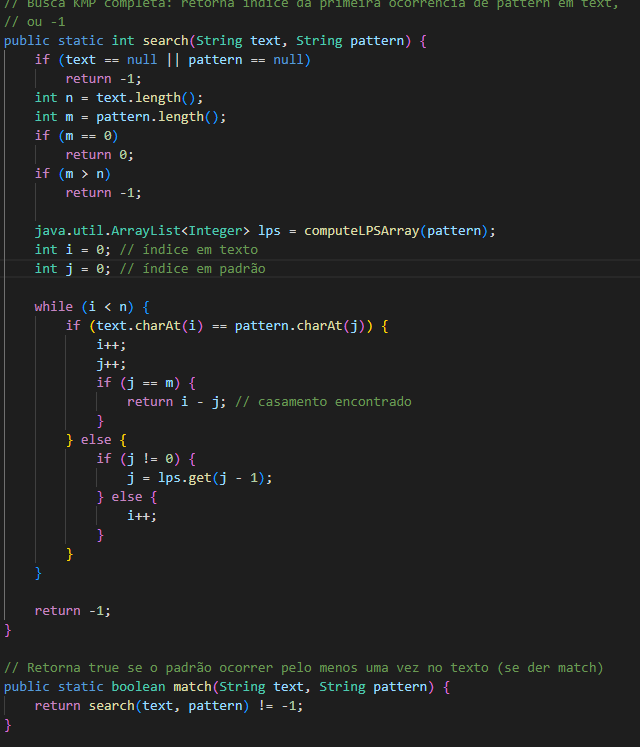 // Busca KMP completa: retorna índice da primeira ocorrência de pattern em text,
// ou -1
public static int search(String text, String pattern) {
    if (text == null || pattern == null)
        return -1;
    int n = text.length();
    int m = pattern.length();
    if (m == 0)
        return 0;
    if (m > n)
        return -1;

    java.util.ArrayList<Integer> lps = computeLPSArray(pattern);
    int i = 0; // índice em texto
    int j = 0; // índice em padrão

    while (i < n) {
        if (text.charAt(i) == pattern.charAt(j)) {
            i++;
            j++;
            if (j == m) {
                return i - j; // casamento encontrado
            }
        } else {
            if (j != 0) {
                j = lps.get(j - 1);
            } else {
                i++;
            }
        }
    }

    return -1;
}

// Retorna true se o padrão ocorrer pelo menos uma vez no texto (se der match)
public static boolean match(String text, String pattern) {
    return search(text, pattern) != -1;
}